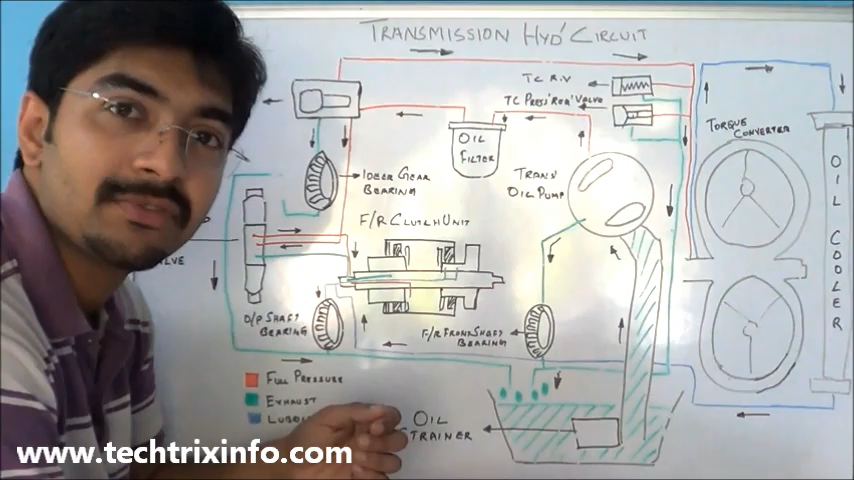 TRANSMISSION HYD' CIRCUIT
TC R.V
TC PRESS' REG' VALVE
OIL
FILTER
TORQUE
CONVERTER
TRANS'
OIL PUMP
IDLER GEAR
BEARING
F/R CLUTCH UNIT
OIL COOLER
O/P SHAFT
BEARING
F/R FRONT SHAFT
BEARING
FULL PRESSURE
EXHAUST
OIL
STRAINER
www.techtrixinfo.com